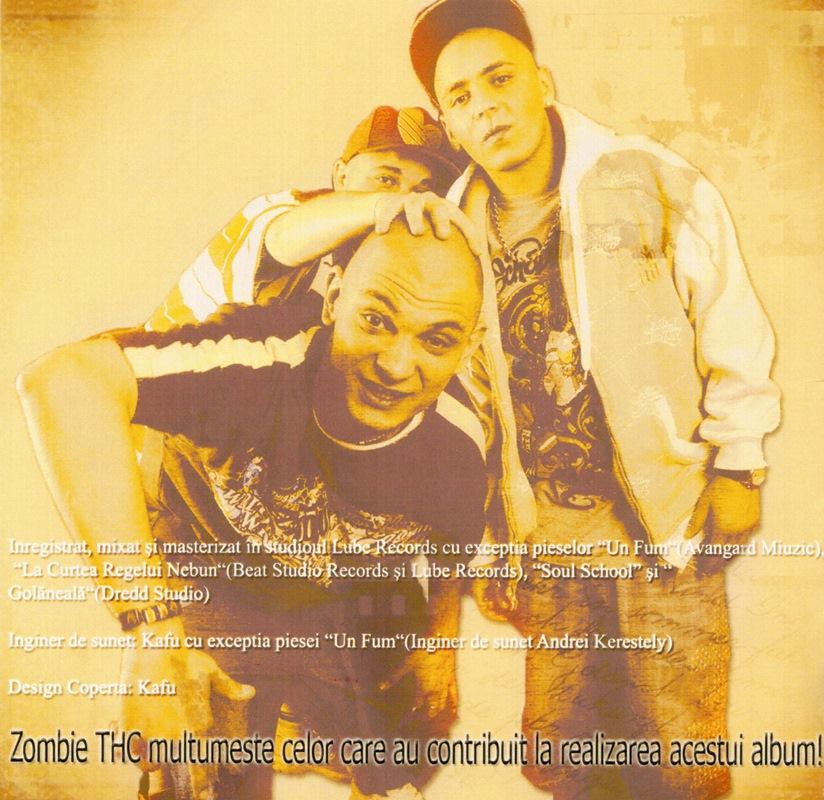 Inregistrat, mixat şi masterizat in studioul Lube Records cu exceptia pieselor “Un Fum“(Avangard Miuzic),
“La Curtea Regelui Nebun“(Beat Studio Records şi Lube Records), “Soul School” şi “
Golăneală“(Dredd Studio)
Inginer de sunet: Kafu cu exceptia piesei “Un Fum“(Inginer de sunet Andrei Kerestely)
Design Coperta: Kafu
Zombie THC multumeste celor care au contribuit la realizarea acestui album!